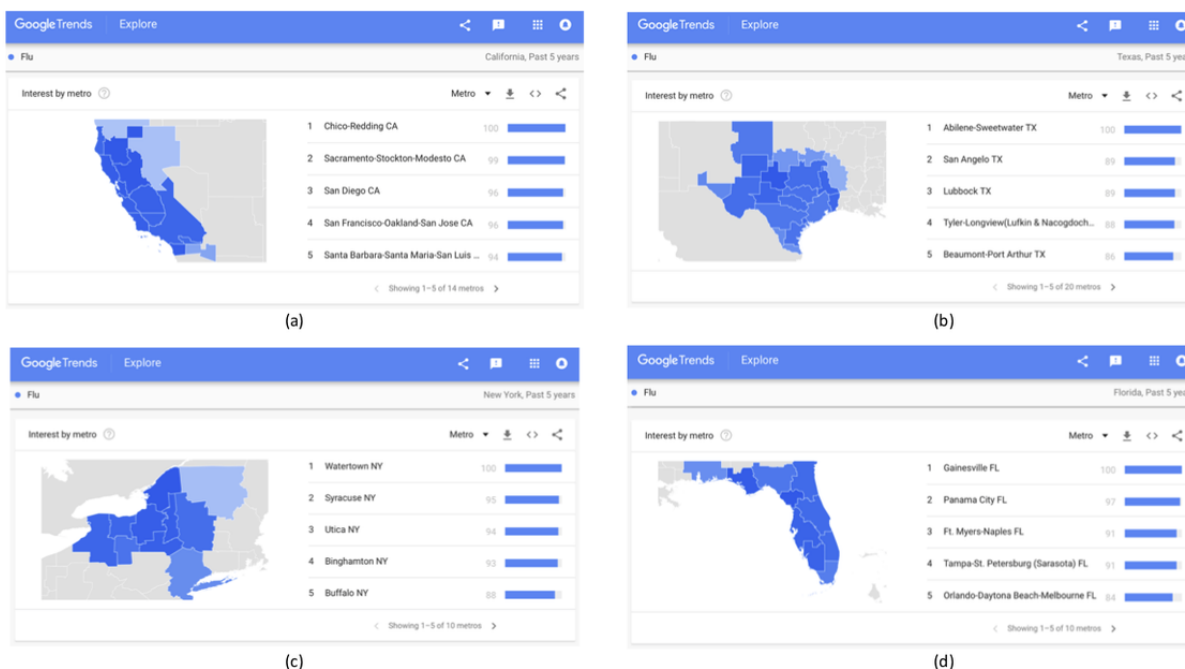 GoogleTrends Explore
Flu California, Past 5 years
Interest by metro Metro
1 Chico-Redding CA 100
2 Sacramento-Stockton-Modesto CA 99
3 San Diego CA 96
4 San Francisco-Oakland-San Jose CA 96
5 Santa Barbara-Santa Maria-San Luis ... 94
Showing 1–5 of 14 metros
(a)
GoogleTrends Explore
Flu Texas, Past 5 yea
Interest by metro Metro
1 Abilene-Sweetwater TX 100
2 San Angelo TX 89
3 Lubbock TX 89
4 Tyler-Longview(Lufkin & Nacogdoch... 88
5 Beaumont-Port Arthur TX 86
Showing 1–5 of 20 metros
(b)
GoogleTrends Explore
Flu New York, Past 5 years
Interest by metro Metro
1 Watertown NY 100
2 Syracuse NY 95
3 Utica NY 94
4 Binghamton NY 93
5 Buffalo NY 88
Showing 1–5 of 10 metros
(c)
GoogleTrends Explore
Flu Florida, Past 5 yea
Interest by metro Metro
1 Gainesville FL 100
2 Panama City FL 97
3 Ft. Myers-Naples FL 91
4 Tampa-St. Petersburg (Sarasota) FL 91
5 Orlando-Daytona Beach-Melbourne FL 84
Showing 1–5 of 10 metros
(d)